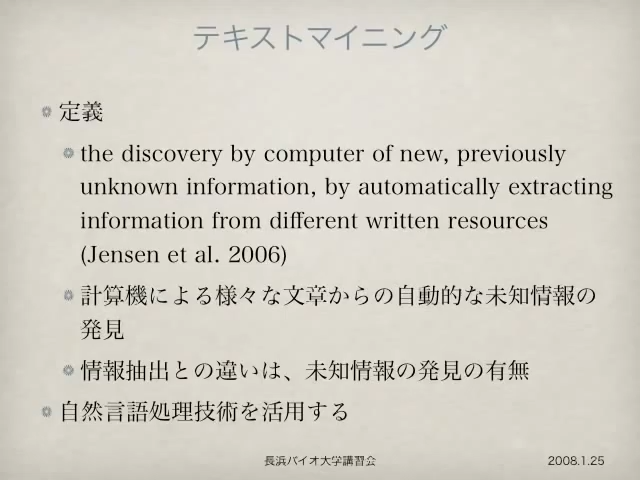 テキストマイニング
定義
the discovery by computer of new, previously
unknown information, by automatically extracting
information from different written resources
(Jensen et al. 2006)
計算機による様々な文章からの自動的な未知情報の
発見
情報抽出との違いは、未知情報の発見の有無
自然言語処理技術を活用する
長浜バイオ大学講習会
2008.1.25